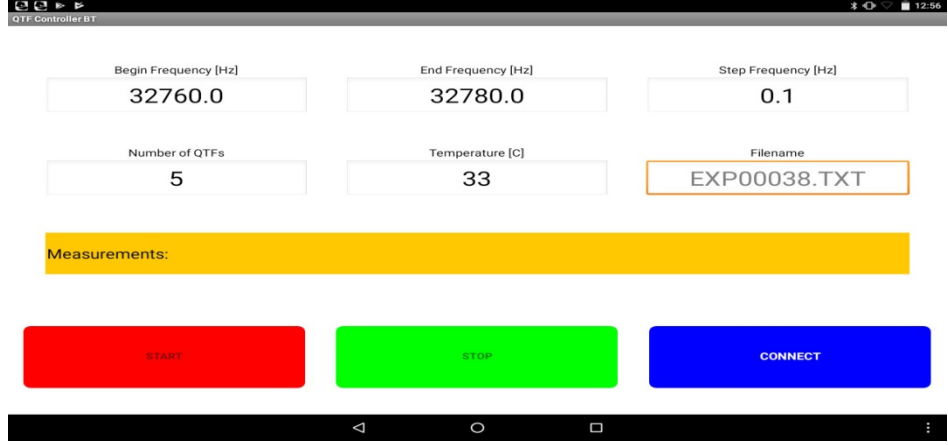 12:56
QTF Controller BT
Begin Frequency [Hz] End Frequency [Hz] Step Frequency [Hz]
32760.0 32780.0 0.1
Number of QTFs Temperature [C] Filename
5 33 EXP00038.TXT
Measurements:
START STOP CONNECT